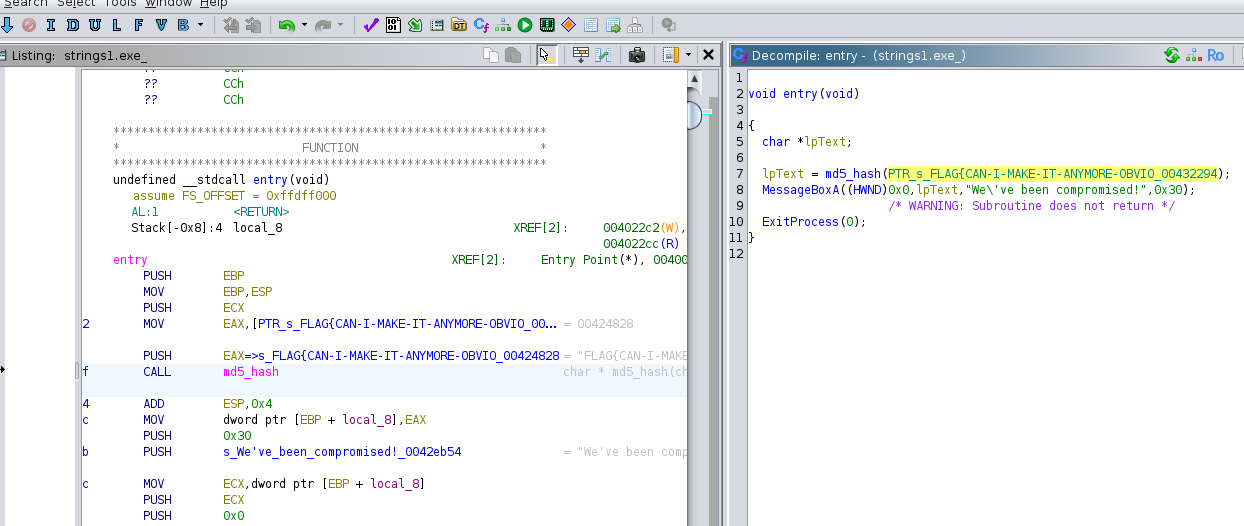 Search Select Tools Window Help
I D U L F V B
Listing: strings1.exe_
?? CCh
?? CCh
?? CCh
**************************************************************
* FUNCTION *
**************************************************************
undefined __stdcall entry(void)
assume FS_OFFSET = 0xffdff000
AL:1 <RETURN>
Stack[-0x8]:4 local_8 XREF[2]: 004022c2(W),
004022cc(R)
entry XREF[2]: Entry Point(*), 00400
PUSH EBP
MOV EBP,ESP
PUSH ECX
2 MOV EAX,[PTR_s_FLAG{CAN-I-MAKE-IT-ANYMORE-OBVIO_00... = 00424828
PUSH EAX=>s_FLAG{CAN-I-MAKE-IT-ANYMORE-OBVIO_00424828 = "FLAG{CAN-I-MAKE
f CALL md5_hash char * md5_hash(ch
4 ADD ESP,0x4
c MOV dword ptr [EBP + local_8],EAX
PUSH 0x30
b PUSH s_We've_been_compromised!_0042eb54 = "We've been comp
c MOV ECX,dword ptr [EBP + local_8]
PUSH ECX
PUSH 0x0
Decompile: entry - (strings1.exe_)
Ro
1
2 void entry(void)
3
4 {
5 char *lpText;
6
7 lpText = md5_hash(PTR_s_FLAG{CAN-I-MAKE-IT-ANYMORE-OBVIO_00432294);
8 MessageBoxA((HWND)0x0,lpText,"We\'ve been compromised!",0x30);
9 /* WARNING: Subroutine does not return */
10 ExitProcess(0);
11 }
12